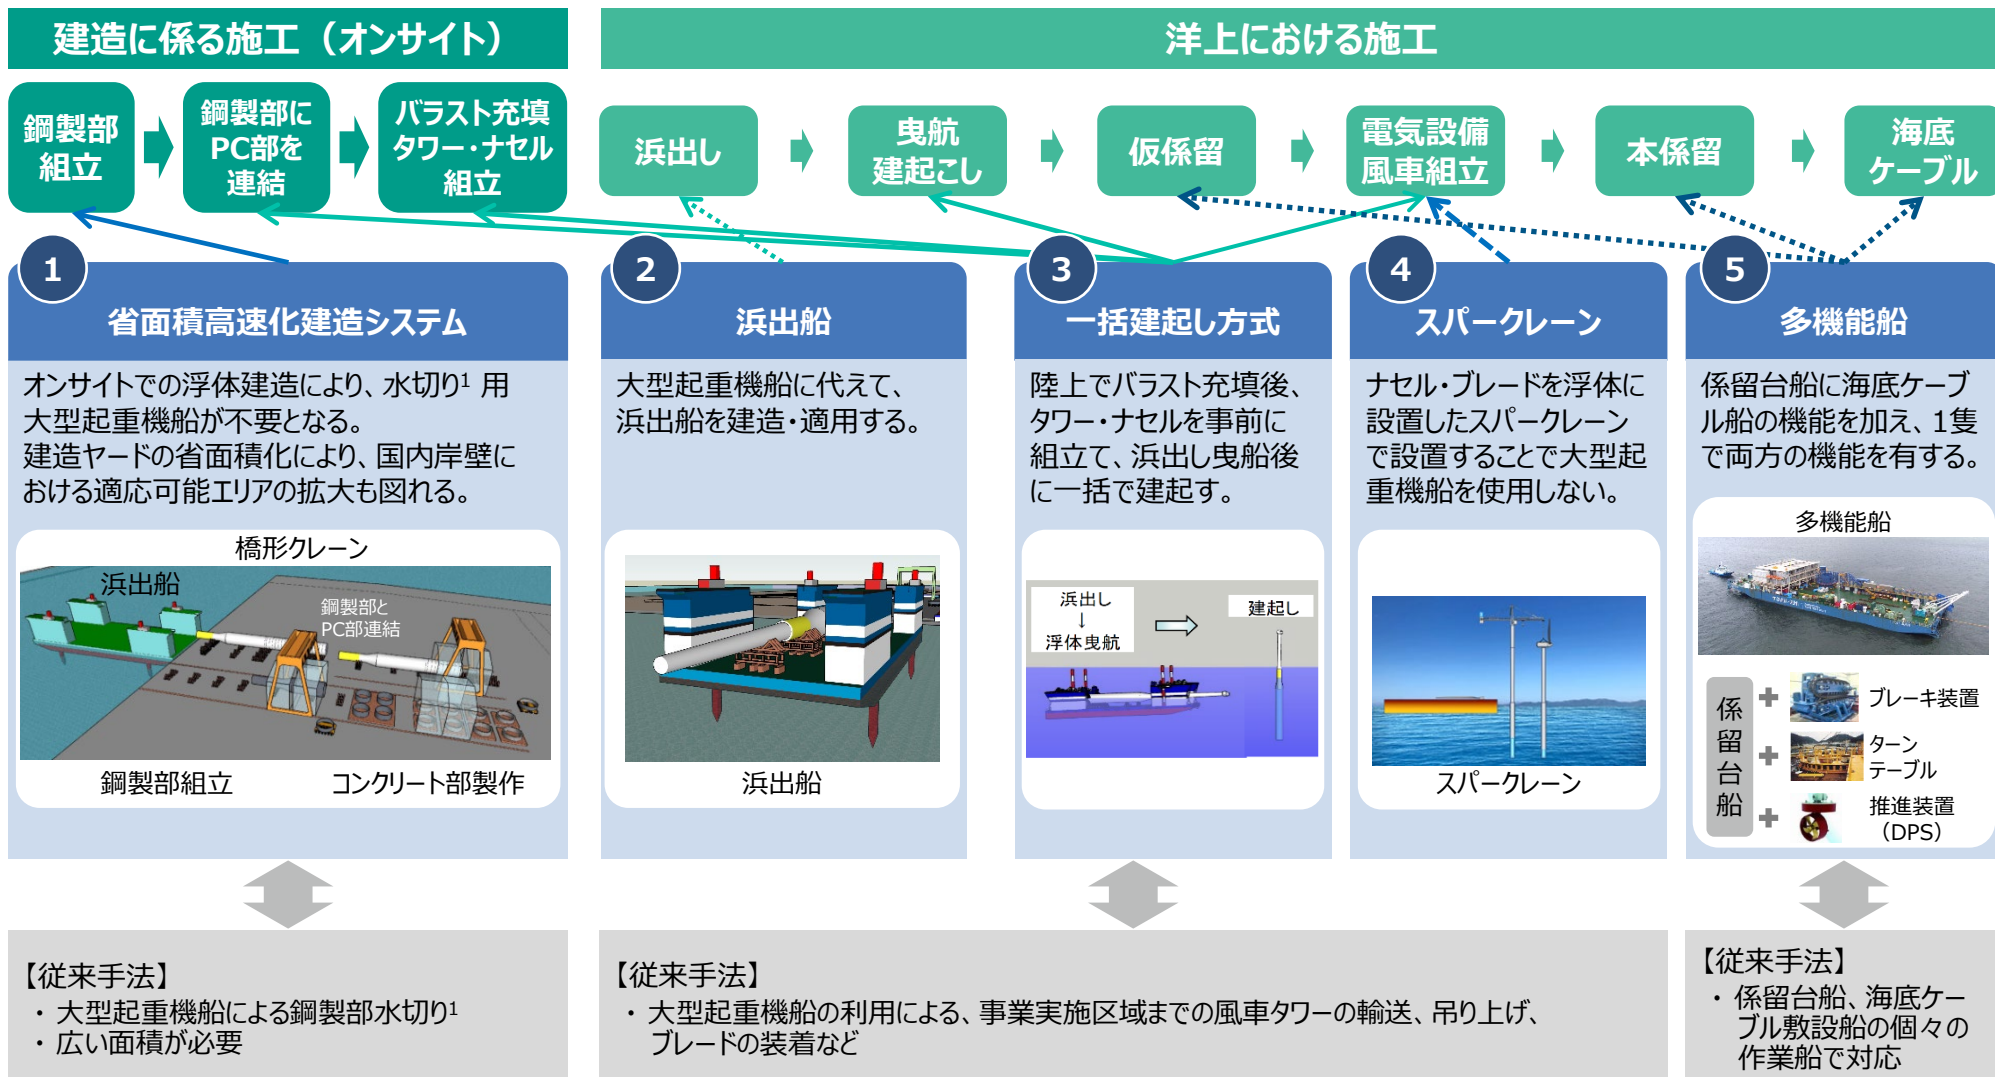 建造に係る施工（オンサイト）
洋上における施工
鋼製部
組立
鋼製部に
PC部を
連結
バラスト充填
タワー・ナセル
組立
浜出し
曳航
建起こし
仮係留
電気設備
風車組立
本係留
海底
ケーブル
1
省面積高速化建造システム
オンサイトでの浮体建造により、水切り1 用
大型起重機船が不要となる。
建造ヤードの省面積化により、国内岸壁に
おける適応可能エリアの拡大も図れる。
橋形クレーン
浜出船
鋼製部と
PC部連結
鋼製部組立
コンクリート部製作
2
浜出船
大型起重機船に代えて、
浜出船を建造・適用する。
浜出船
3
一括建起し方式
陸上でバラスト充填後、
タワー・ナセルを事前に
組立て、浜出し曳船後
に一括で建起す。
浜出し
↓
浮体曳航
建起し
4
スパークレーン
ナセル・ブレードを浮体に
設置したスパークレーン
で設置することで大型起
重機船を使用しない。
スパークレーン
5
多機能船
係留台船に海底ケーブ
ル船の機能を加え、1隻
で両方の機能を有する。
多機能船
係留台船
ブレーキ装置
ターン
テーブル
推進装置
（DPS）
【従来手法】
・ 大型起重機船による鋼製部水切り1
・ 広い面積が必要
【従来手法】
・ 大型起重機船の利用による、事業実施区域までの風車タワーの輸送、吊り上げ、
ブレードの装着など
【従来手法】
・ 係留台船、海底ケー
ブル敷設船の個々の
作業船で対応